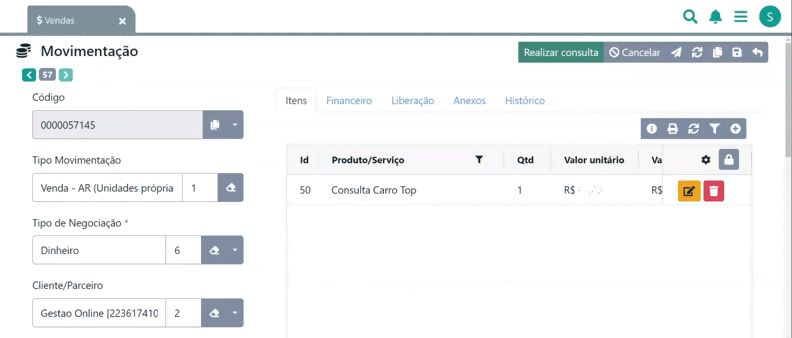 $ Vendas ×
S
Movimentação
Realizar consulta Cancelar
57
Código
0000057145
Tipo Movimentação
Venda - AR (Unidades própria 1
Tipo de Negociação *
Dinheiro 6
Cliente/Parceiro
Gestao Online [223617410 2
Itens Financeiro Liberação Anexos Histórico
Id Produto/Serviço Qtd Valor unitário Va
50 Consulta Carro Top 1 R$ R$